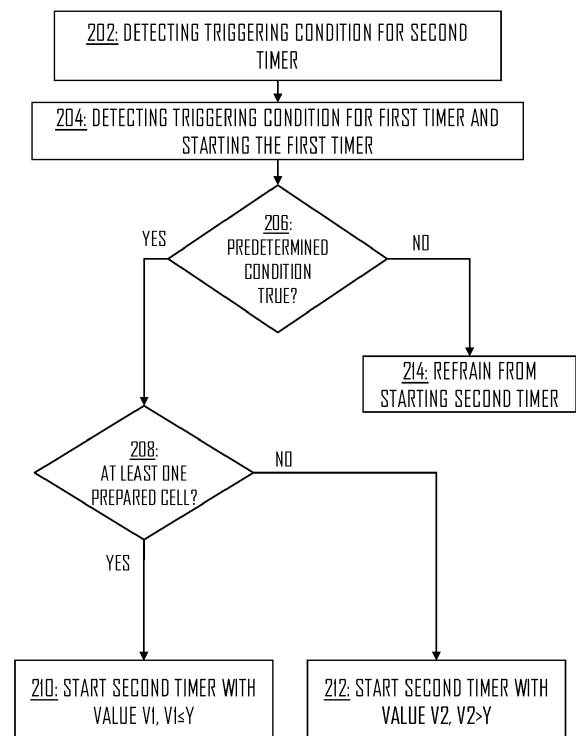 202: DETECTING TRIGGERING CONDITION FOR SECOND
TIMER
204: DETECTING TRIGGERING CONDITION FOR FIRST TIMER AND
STARTING THE FIRST TIMER
206:
PREDETERMINED
CONDITION
TRUE?
YES
NO
214: REFRAIN FROM
STARTING SECOND TIMER
208:
AT LEAST ONE
PREPARED CELL?
NO
YES
210: START SECOND TIMER WITH
VALUE V1, V1≤Y
212: START SECOND TIMER WITH
VALUE V2, V2>Y